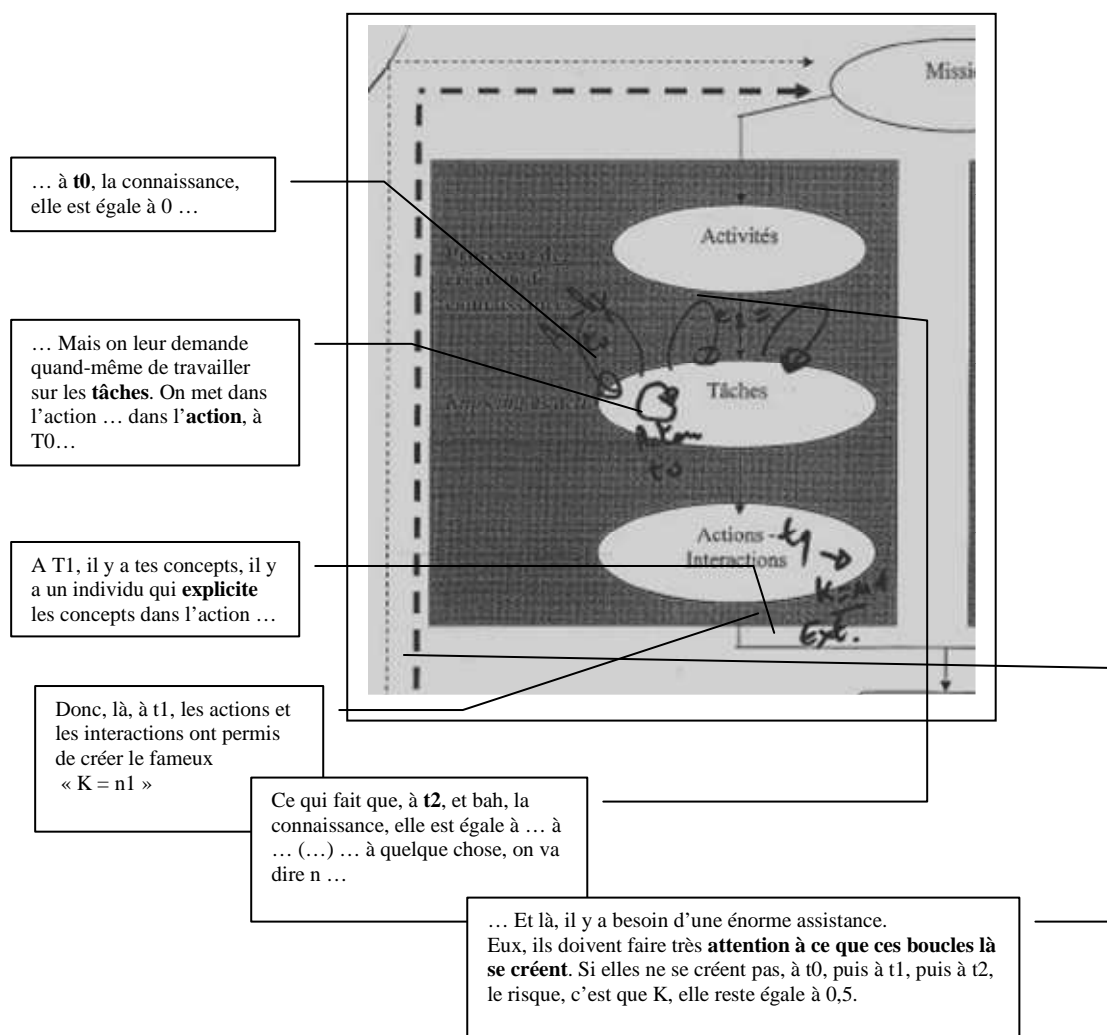 Missi
… à t0, la connaissance,
elle est égale à 0 …
Activités
… Mais on leur demande
quand-même de travailler
sur les tâches. On met dans
l’action … dans l’action, à
T0…
Tâches
t0
Actions -
Interactions
t1
Ext.
A T1, il y a tes concepts, il y
a un individu qui explicite
les concepts dans l’action …
Donc, là, à t1, les actions et
les interactions ont permis
de créer le fameux
« K = n1 »
Ce qui fait que, à t2, et bah, la
connaissance, elle est égale à … à
… (…) … à quelque chose, on va
dire n …
… Et là, il y a besoin d’une énorme assistance.
Eux, ils doivent faire très attention à ce que ces boucles là
se créent. Si elles ne se créent pas, à t0, puis à t1, puis à t2,
le risque, c’est que K, elle reste égale à 0,5.